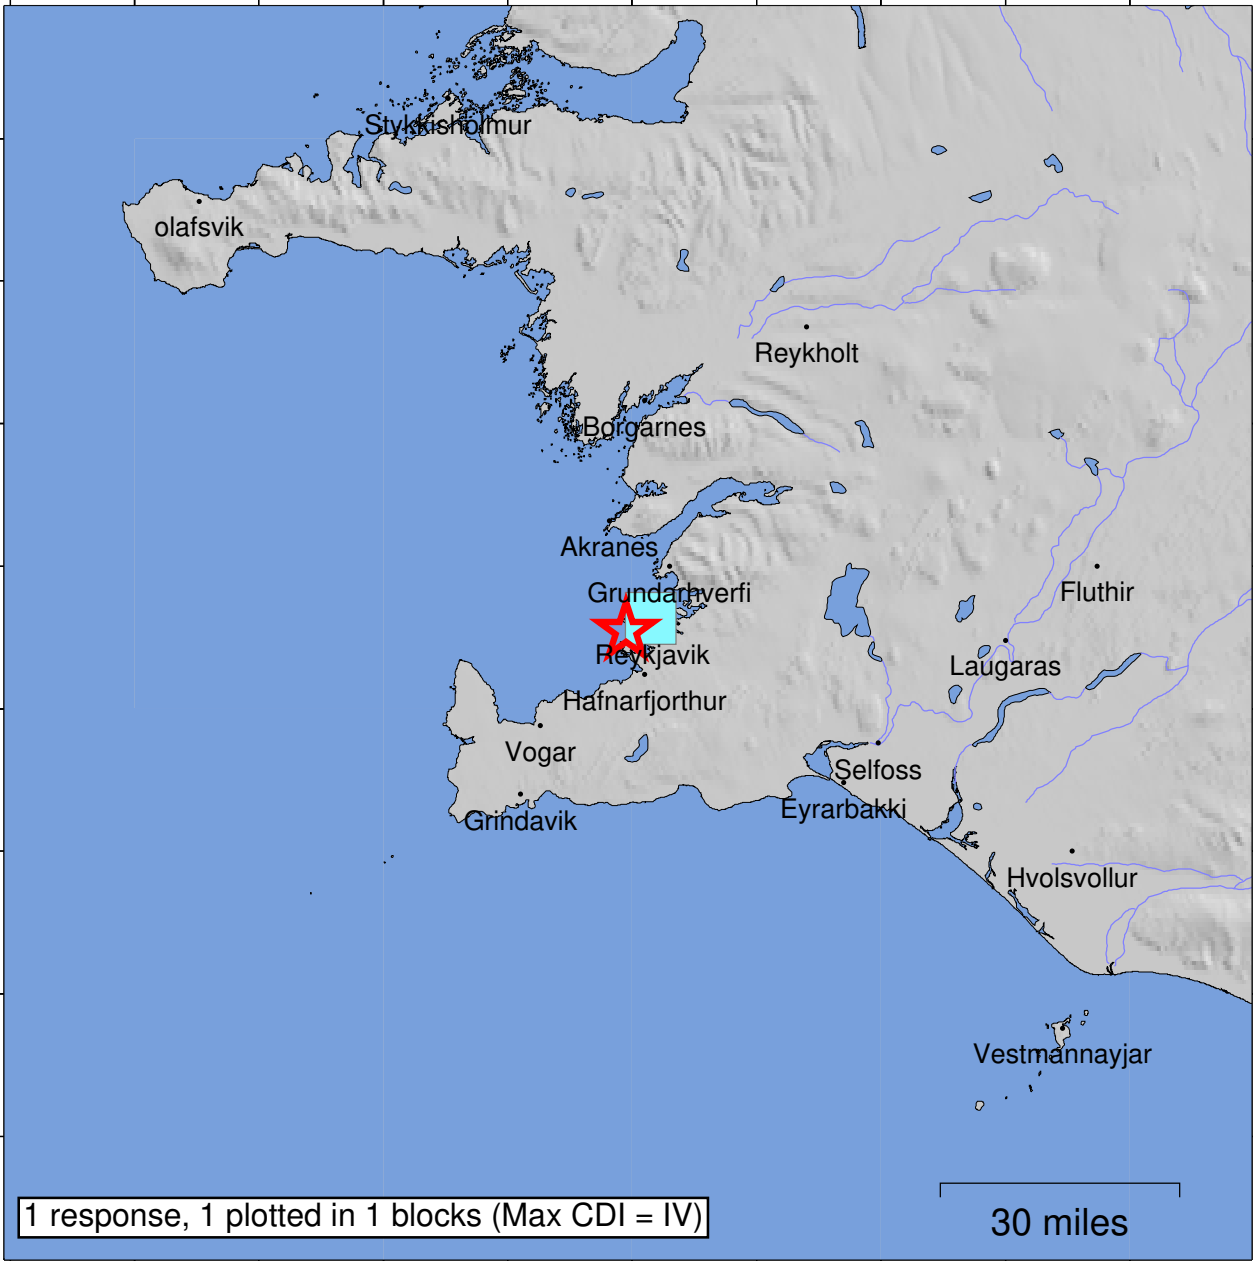 Stykkisholmur
olafsvik
Reykholt
Borgarnes
Akranes
Grundarhverfi
Fluthir
Reykjavik
Laugaras
Hafnarfjorthur
Vogar
Selfoss
Eyrarbakki
Grindavik
Hvolsvollur
Vestmannayjar
1 response, 1 plotted in 1 blocks (Max CDI = IV)
30 miles